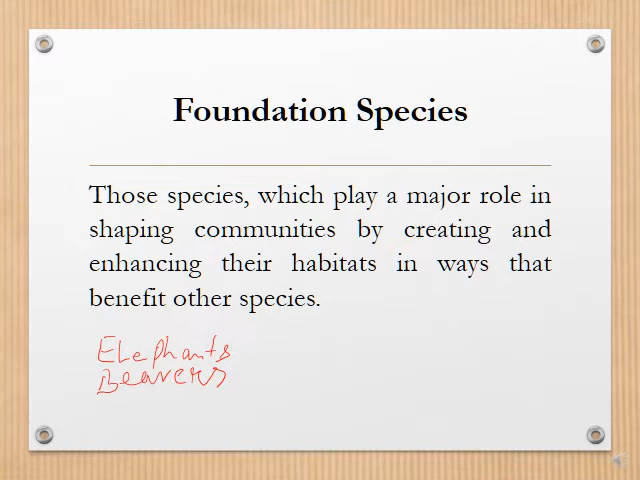 Foundation Species
Those species, which play a major role in
shaping communities by creating and
enhancing their habitats in ways that
benefit other species.
Elephants
Beavers